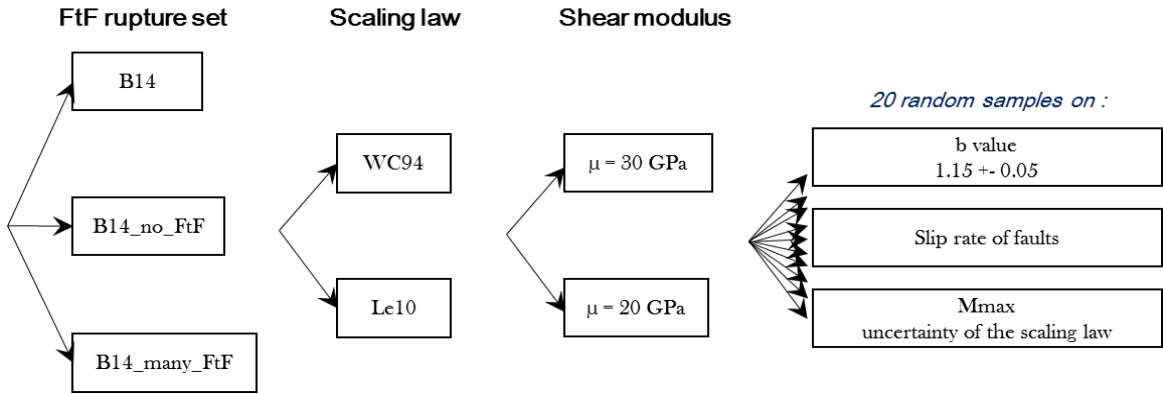 FtF rupture set
Scaling law
Shear modulus
B14
B14_no_FtF
B14_many_FtF
WC94
Le10
μ = 30 GPa
μ = 20 GPa
20 random samples on :
b value
1.15 +- 0.05
Slip rate of faults
Mmax
uncertainty of the scaling law